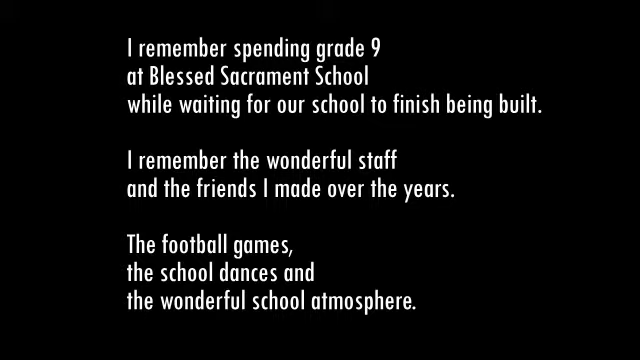 I remember spending grade 9
at Blessed Sacrament School
while waiting for our school to finish being built.
I remember the wonderful staff
and the friends I made over the years.
The football games,
the school dances and
the wonderful school atmosphere.